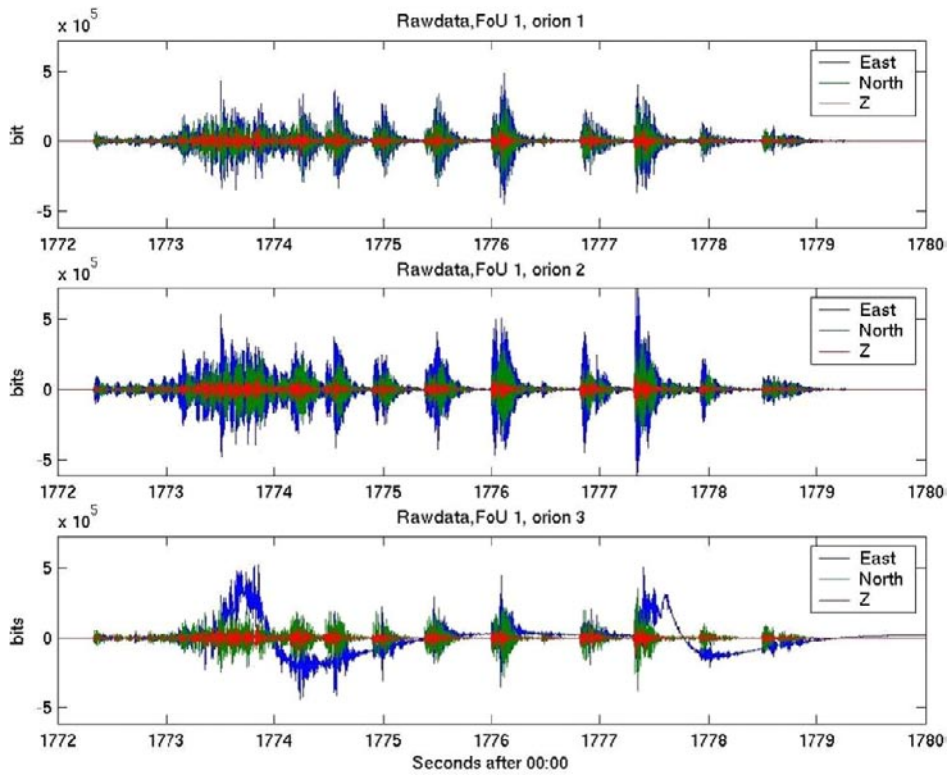 x 10^5
Rawdata,FoU 1, orion 1
5
0
-5
bit
East
North
Z
1772 1773 1774 1775 1776 1777 1778 1779 1780
x 10^5
Rawdata,FoU 1, orion 2
5
0
-5
bits
East
North
Z
1772 1773 1774 1775 1776 1777 1778 1779 1780
x 10^5
Rawdata,FoU 1, orion 3
5
0
-5
bits
East
North
Z
1772 1773 1774 1775 1776 1777 1778 1779 1780
Seconds after 00:00